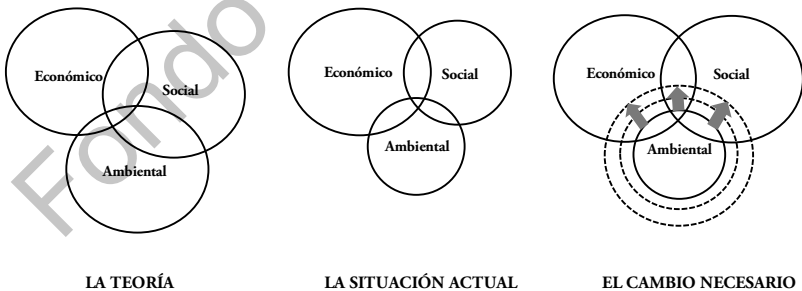 Fondo
Económico
Social
Ambiental
Económico
Social
Ambiental
Económico
Social
Ambiental
LA TEORÍA
LA SITUACIÓN ACTUAL
EL CAMBIO NECESARIO